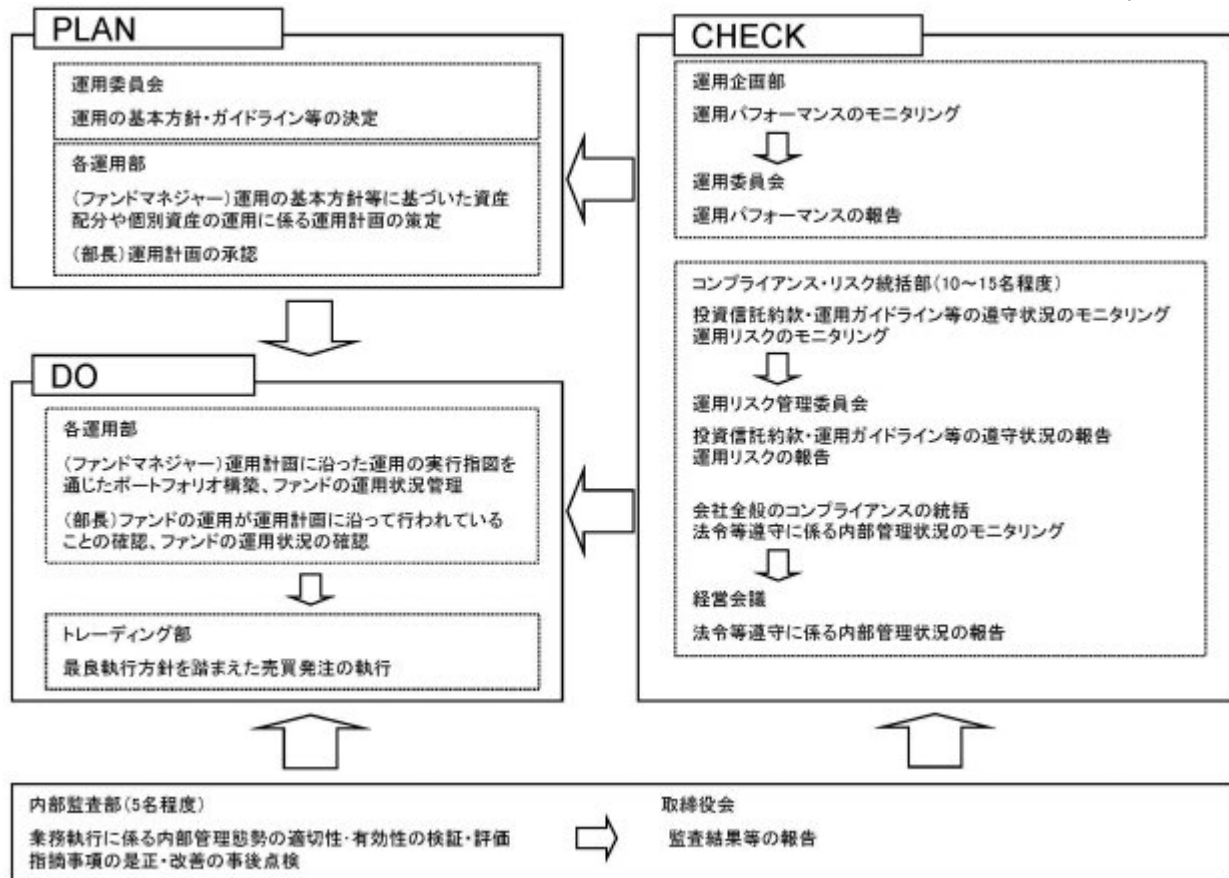 PLAN
運用委員会
運用の基本方針・ガイドライン等の決定
各運用部
(ファンドマネジャー)運用の基本方針等に基づいた資産
配分や個別資産の運用に係る運用計画の策定
(部長)運用計画の承認
DO
各運用部
(ファンドマネジャー)運用計画に沿った運用の実行指図を
通じたポートフォリオ構築、ファンドの運用状況管理
(部長)ファンドの運用が運用計画に沿って行われている
ことの確認、ファンドの運用状況の確認
トレーディング部
最良執行方針を踏まえた売買発注の執行
CHECK
運用企画部
運用パフォーマンスのモニタリング
運用委員会
運用パフォーマンスの報告
コンプライアンス・リスク統括部(10~15名程度)
投資信託約款・運用ガイドライン等の遵守状況のモニタリング
運用リスクのモニタリング
運用リスク管理委員会
投資信託約款・運用ガイドライン等の遵守状況の報告
運用リスクの報告
会社全般のコンプライアンスの統括
法令等遵守に係る内部管理状況のモニタリング
経営会議
法令等遵守に係る内部管理状況の報告
内部監査部(5名程度)
業務執行に係る内部管理態勢の適切性・有効性の検証・評価
指摘事項の是正・改善の事後点検
取締役会
監査結果等の報告